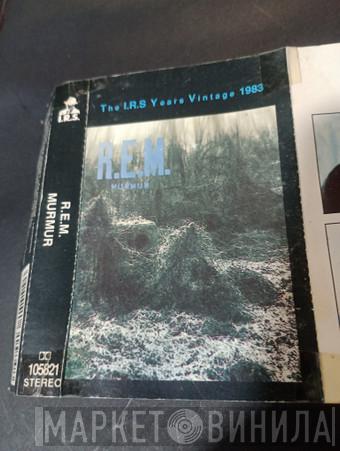 I.R.S
The I.R.S Years Vintage 1983
R.E.M.
MURMUR
R.E.M.
MURMUR
105821
STEREO
МАРКЕТ ВИНИЛА